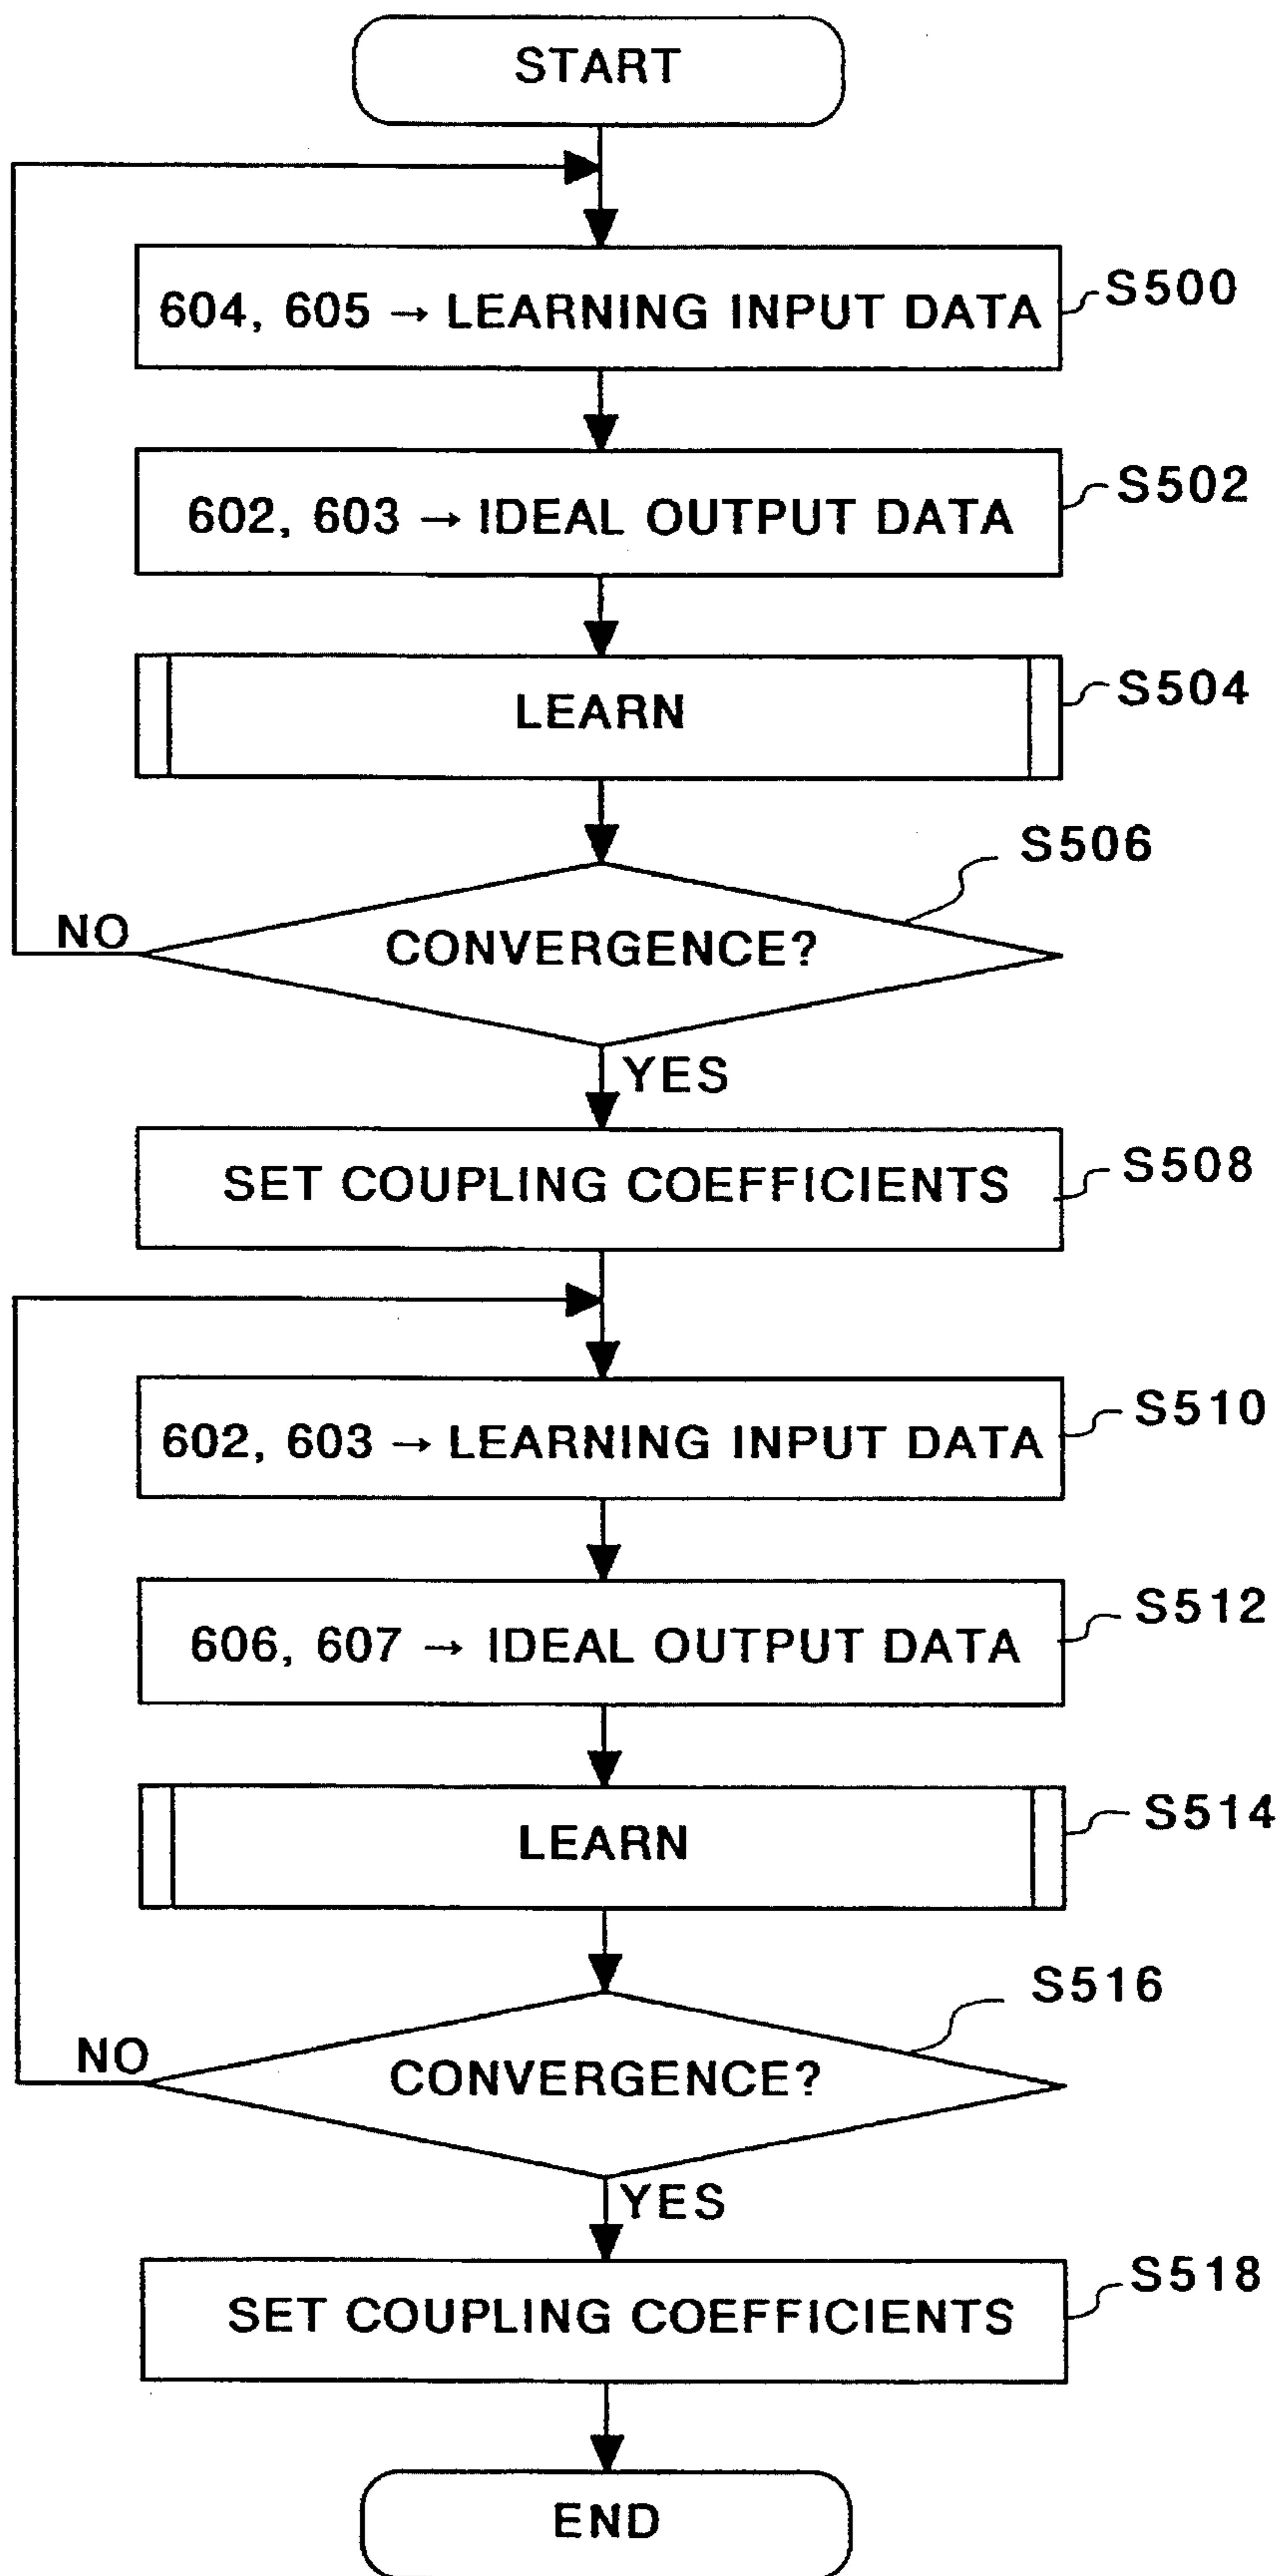 START
604, 605 → LEARNING INPUT DATA
S500
602, 603 → IDEAL OUTPUT DATA
S502
LEARN
S504
S506
NO
CONVERGENCE?
YES
SET COUPLING COEFFICIENTS
S508
602, 603 → LEARNING INPUT DATA
S510
606, 607 → IDEAL OUTPUT DATA
S512
LEARN
S514
S516
NO
CONVERGENCE?
YES
SET COUPLING COEFFICIENTS
S518
END